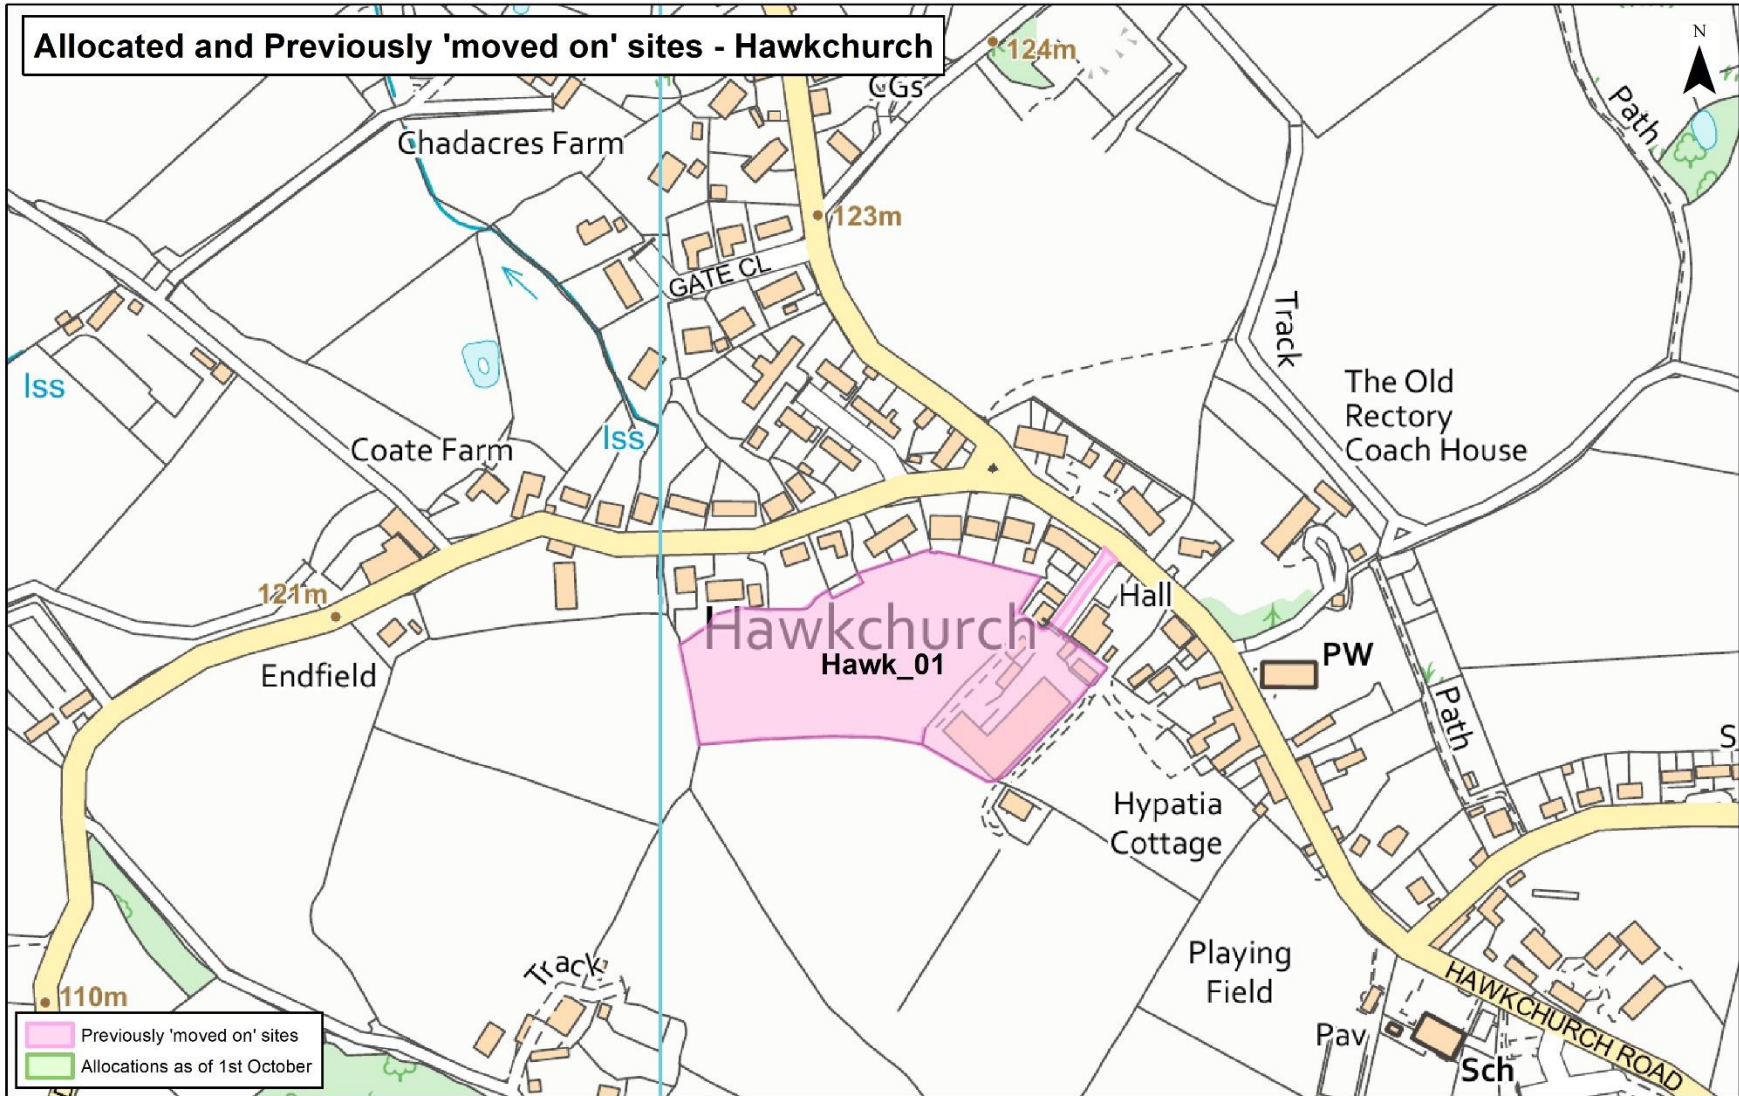 Allocated and Previously 'moved on' sites - Hawkchurch
N
124m
CGs
Path
Chadacres Farm
123m
GATE CL
Track
Iss
The Old
Rectory
Coach House
Iss
Coate Farm
121m
Hall
Hawkchurch
Hawk_01
PW
Endfield
Path
S
Hypatia
Cottage
Playing
Field
Track
110m
HAWKCHURCH ROAD
Pav
Sch
Previously 'moved on' sites
Allocations as of 1st October